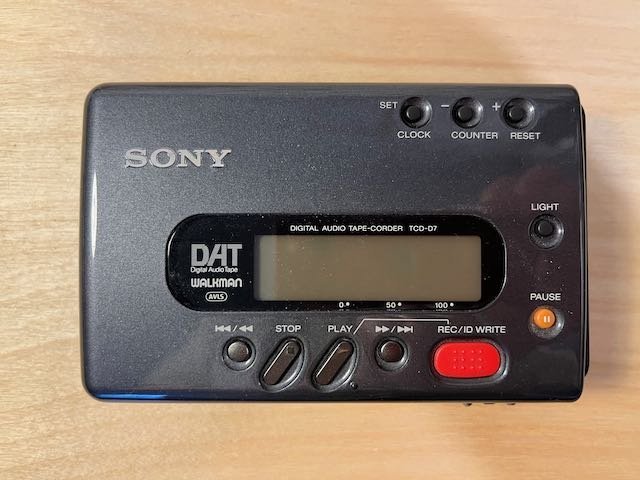 SET - +
CLOCK COUNTER RESET
SONY
LIGHT
DIGITAL AUDIO TAPE-CORDER TCD-D7
DAT
Digital Audio Tape
WALKMAN
AVLS
0 50 100
PAUSE
STOP PLAY REC/ID WRITE